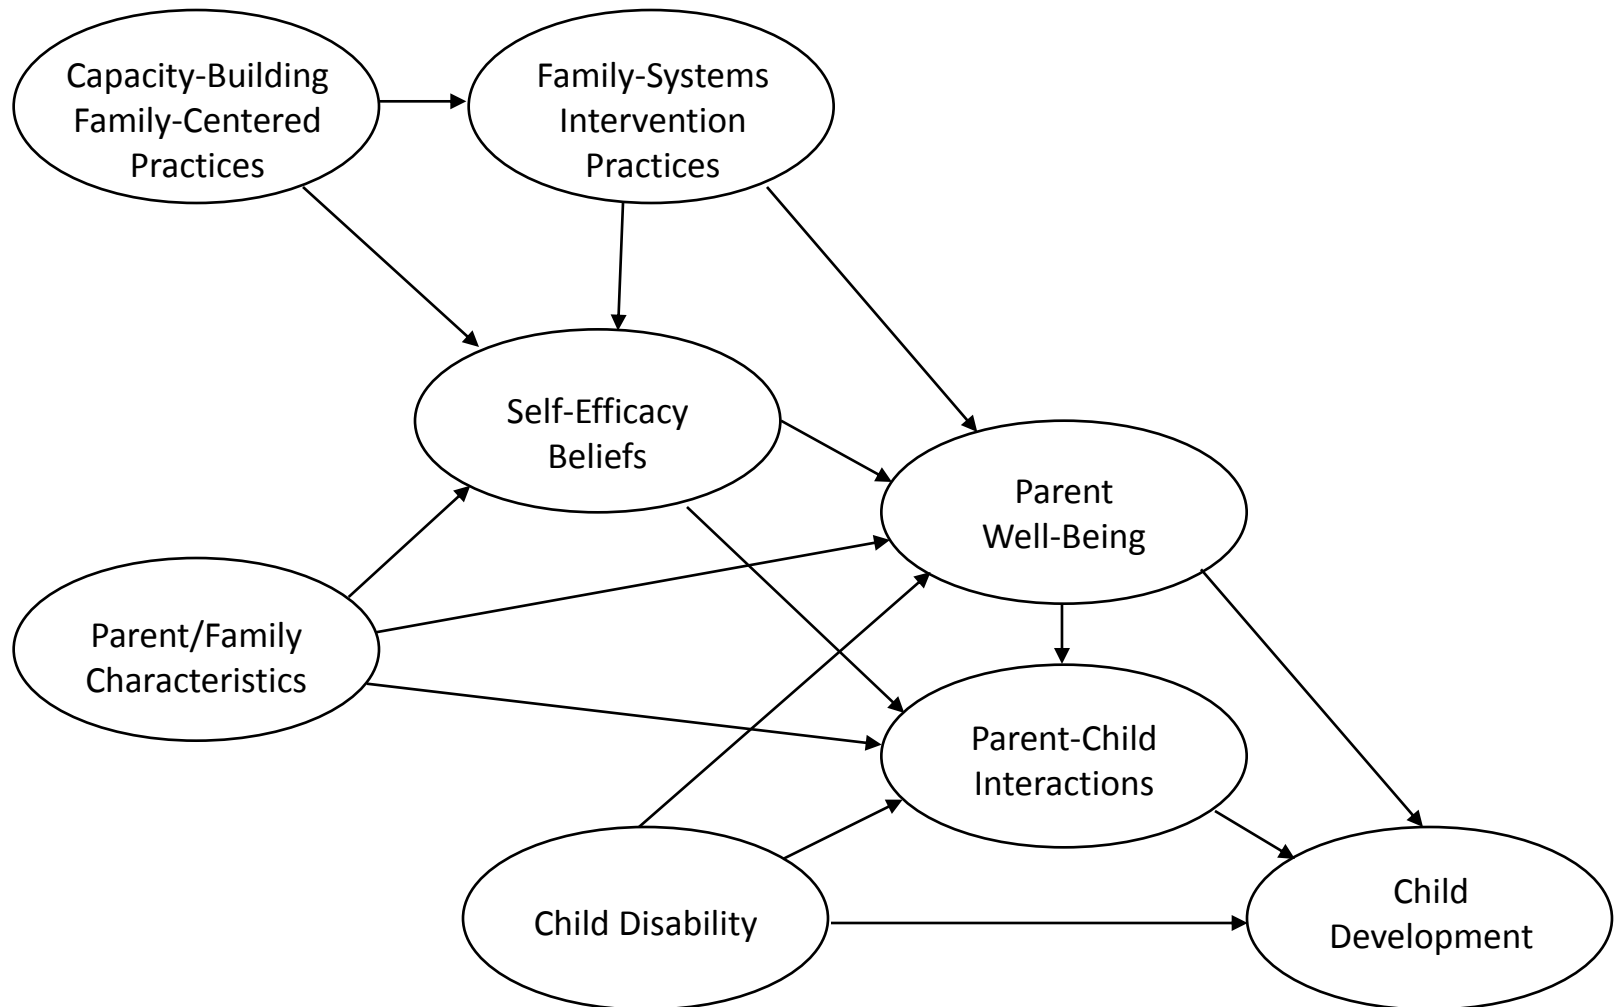 Capacity-Building
Family-Centered
Practices
Family-Systems
Intervention
Practices
Self-Efficacy
Beliefs
Parent
Well-Being
Parent/Family
Characteristics
Parent-Child
Interactions
Child Disability
Child
Development